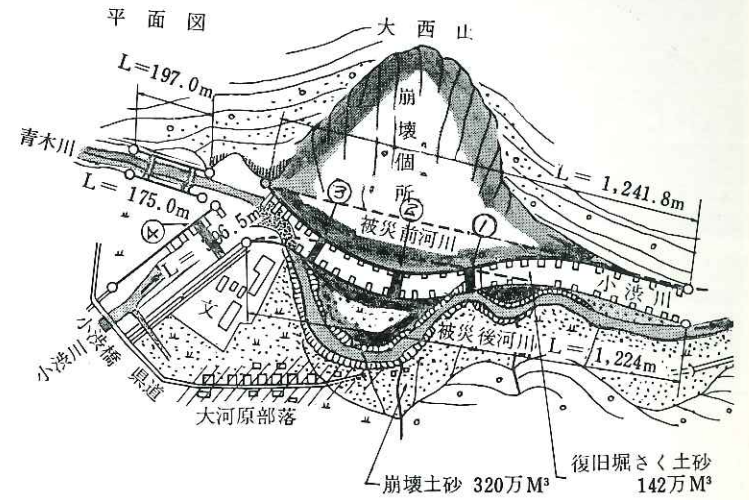 平面図
大西山
L=197.0m
崩壊個所
青木川
L=175.0m
L=1,241.8m
③
②
①
④
被災前河川
小渋川
文
小渋橋
小渋川
県道
被災後河川
L=1,224m
大河原部落
崩壊土砂 320万M³
復旧堀さく土砂
142万M³